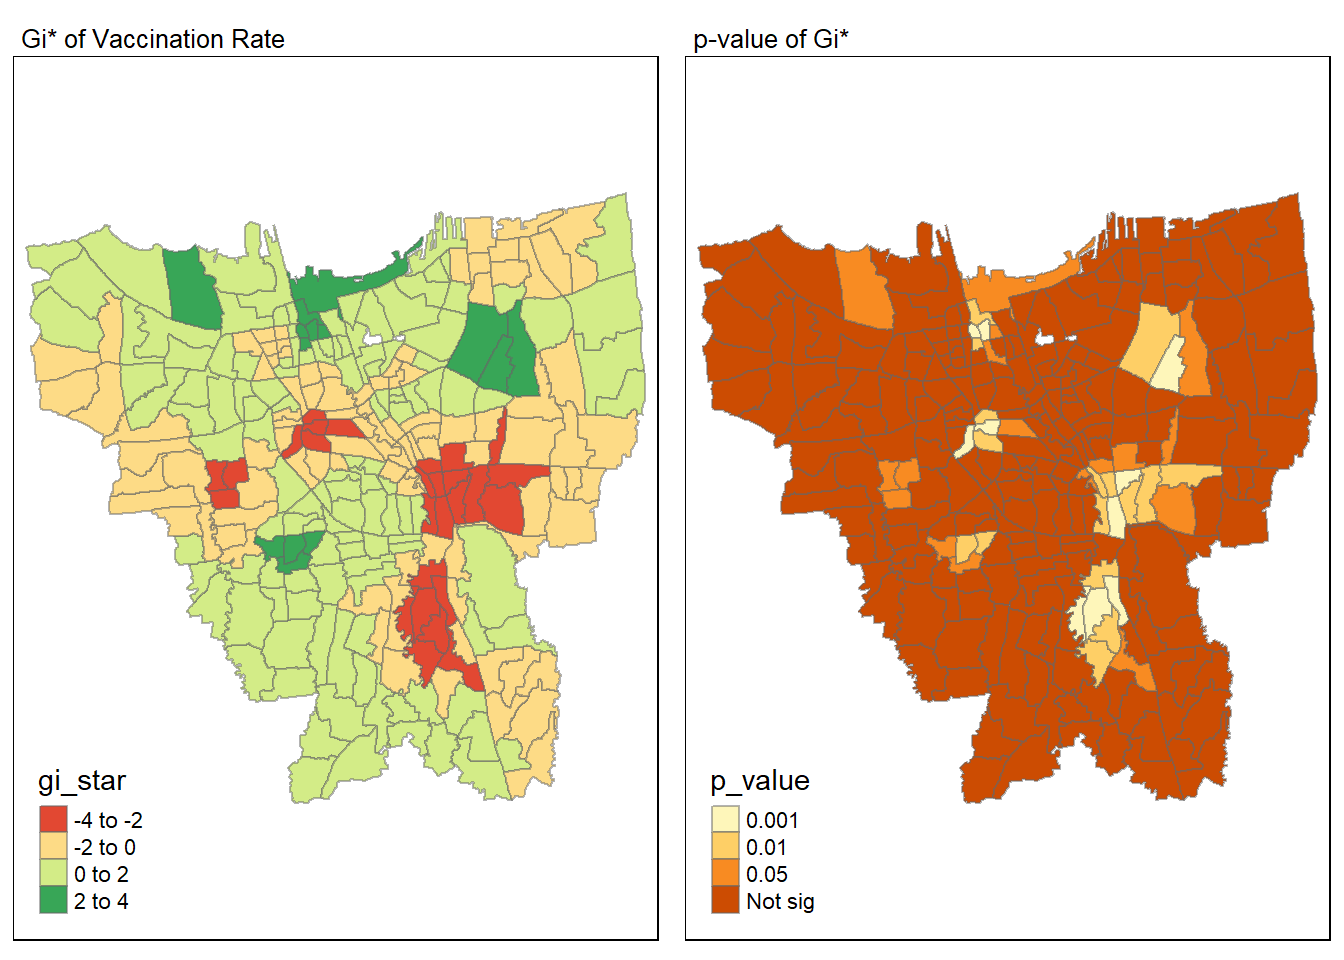 Gi* of Vaccination Rate
gi_star
-4 to -2
-2 to 0
0 to 2
2 to 4
p-value of Gi*
p_value
0.001
0.01
0.05
Not sig